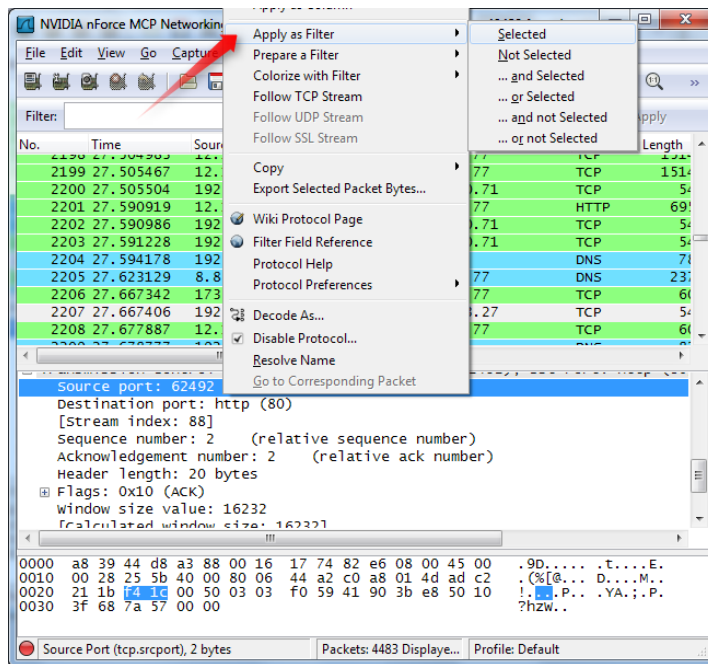 NVIDIA nForce MCP Networkin
Apply as Filter
Selected
File Edit View Go Capture
Prepare a Filter
Not Selected
Colorize with Filter
... and Selected
Follow TCP Stream
... or Selected
Filter:
Follow UDP Stream
... and not Selected
Apply
Follow SSL Stream
... or not Selected
No. Time Sour Length
2198 27.504983 12. 77 TCP 1514
2199 27.505467 12. 77 TCP 1514
Copy
2200 27.505504 192 .71 TCP 54
Export Selected Packet Bytes...
2201 27.590919 12. 77 HTTP 695
2202 27.590986 192 .71 TCP 54
Wiki Protocol Page
2203 27.591228 192 .71 TCP 54
Filter Field Reference
2204 27.594178 192 DNS 78
Protocol Help
2205 27.623129 8.8 77 DNS 237
Protocol Preferences
2206 27.667342 173 77 TCP 60
2207 27.667406 192 .27 TCP 54
Decode As...
2208 27.677887 12. 77 TCP 60
Disable Protocol...
Resolve Name
Go to Corresponding Packet
Source port: 62492
Destination port: http (80)
[Stream index: 88]
Sequence number: 2 (relative sequence number)
Acknowledgement number: 2 (relative ack number)
Header length: 20 bytes
Flags: 0x10 (ACK)
Window size value: 16232
[Calculated window size: 16232]
0000 a8 39 44 d8 a3 88 00 16 17 74 82 e6 08 00 45 00 .9D..... .t....E.
0010 00 28 25 5b 40 00 80 06 44 a2 c0 a8 01 4d ad c2 .(%[@... D....M..
0020 21 1b f4 1c 00 50 03 03 f0 59 41 90 3b e8 50 10 !....P.. .YA.;.P.
0030 3f 68 7a 57 00 00 ?hzW..
Source Port (tcp.srcport), 2 bytes Packets: 4483 Displaye... Profile: Default